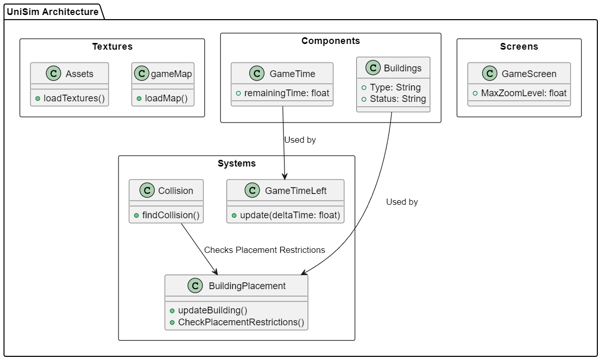 UniSim Architecture
Textures
C Assets
loadTextures()
C gameMap
loadMap()
Components
C GameTime
remainingTime: float
C Buildings
Type: String
Status: String
Screens
C GameScreen
MaxZoomLevel: float
Used by
Used by
Systems
C Collision
findCollision()
C GameTimeLeft
update(deltaTime: float)
Checks Placement Restrictions
C BuildingPlacement
updateBuilding()
CheckPlacementRestrictions()